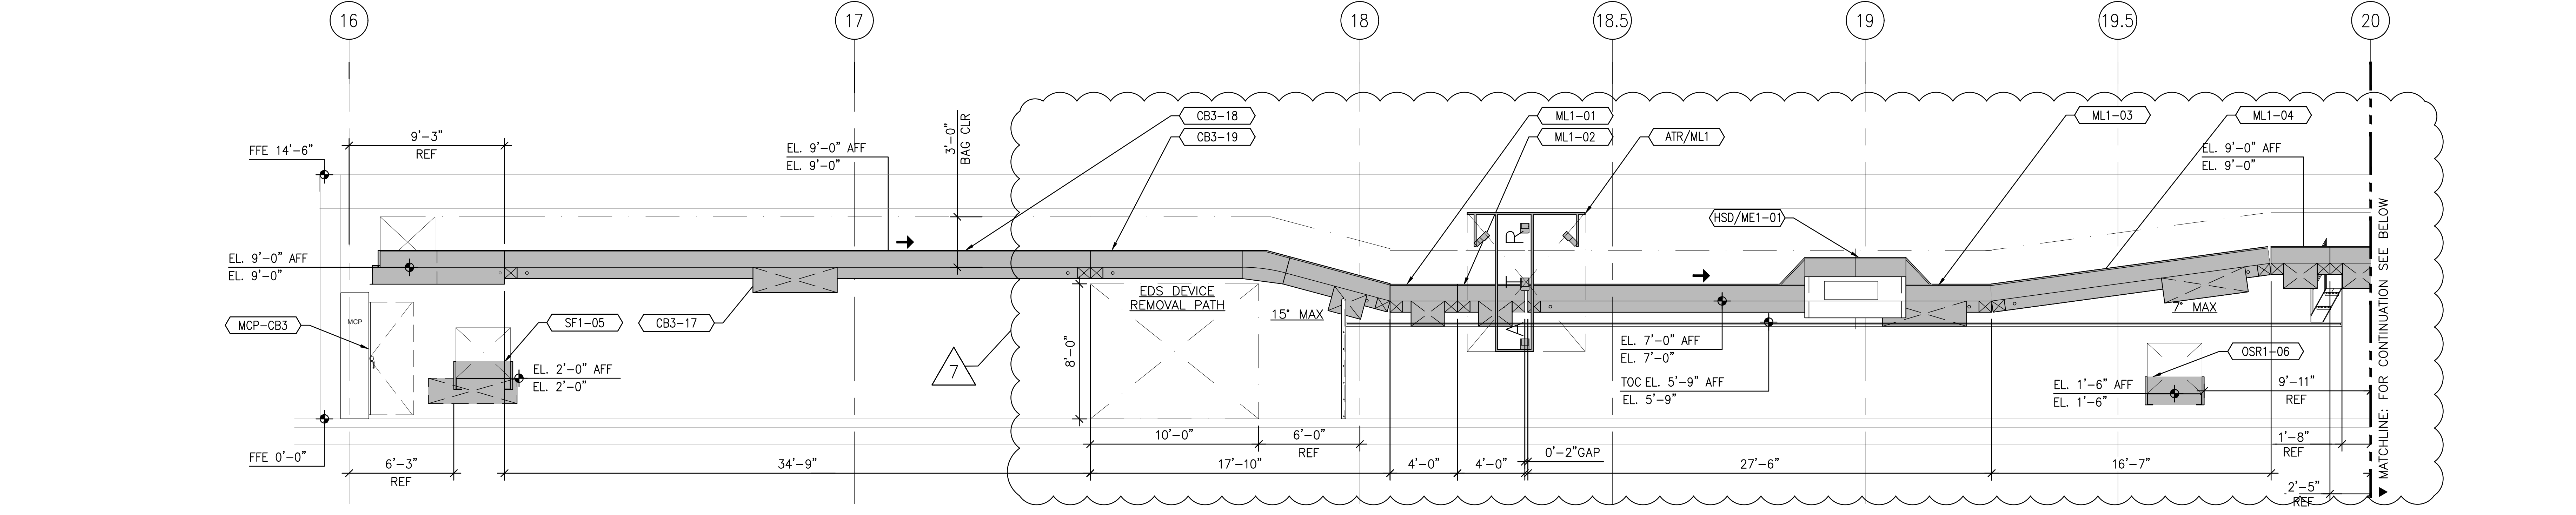 16
17
18
18.5
19
19.5
20
CB3-18
CB3-19
ML1-01
ML1-02
ATR/ML1
ML1-03
ML1-04
9'-3"
REF
3'-0"
BAG CLR
FFE 14'-6"
EL. 9'-0" AFF
EL. 9'-0"
EL. 9'-0" AFF
EL. 9'-0"
HSD/ME1-01
R
T
A
EL. 9'-0" AFF
EL. 9'-0"
EDS DEVICE
REMOVAL PATH
15° MAX
7° MAX
MCP-CB3
MCP
SF1-05
CB3-17
8'-0"
7
EL. 7'-0" AFF
EL. 7'-0"
OSR1-06
EL. 2'-0" AFF
EL. 2'-0"
TOC EL. 5'-9" AFF
EL. 5'-9"
EL. 1'-6" AFF
EL. 1'-6"
9'-11"
REF
10'-0"
6'-0"
REF
1'-8"
REF
FFE 0'-0"
6'-3"
REF
34'-9"
17'-10"
4'-0"
4'-0"
0'-2"GAP
27'-6"
16'-7"
2'-5"
REF
MATCHLINE: FOR CONTINUATION SEE BELOW